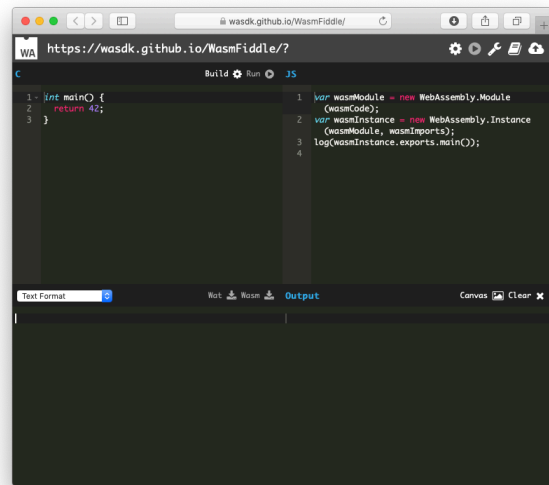 wasdk.github.io/WasmFiddle/
WA
https://wasdk.github.io/WasmFiddle/?
C
Build
Run
JS
1 int main() {
2 return 42;
3 }
1 var wasmModule = new WebAssembly.Module
(wasmCode);
2 var wasmInstance = new WebAssembly.Instance
(wasmModule, wasmImports);
3 log(wasmInstance.exports.main());
4
Text Format
Wat
Wasm
Output
Canvas
Clear